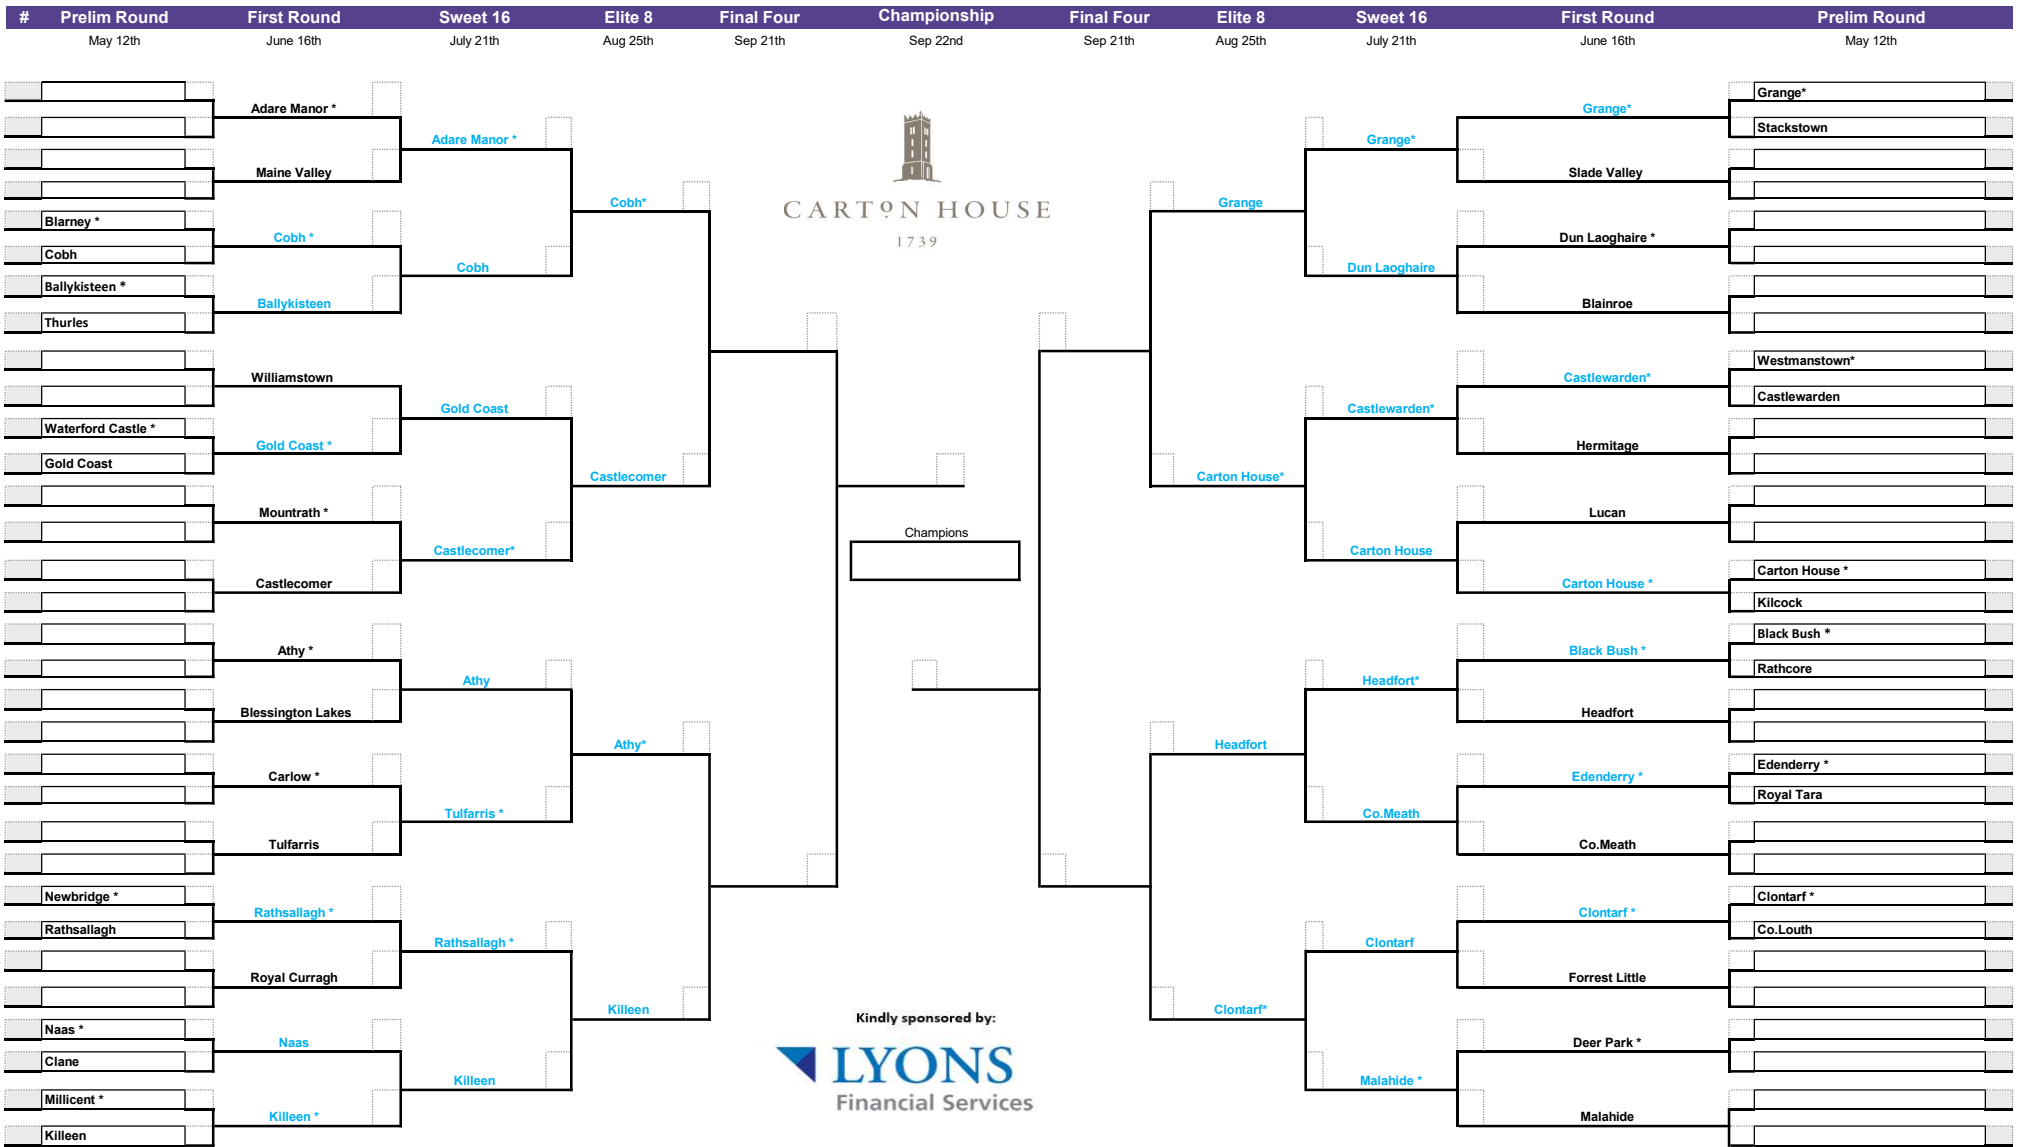 # Prelim Round First Round Sweet 16 Elite 8 Final Four Championship Final Four Elite 8 Sweet 16 First Round Prelim Round
May 12th June 16th July 21th Aug 25th Sep 21th Sep 22nd Sep 21th Aug 25th July 21th June 16th May 12th
Adare Manor *
Maine Valley
Blarney *
Cobh
Cobh *
Ballykisteen *
Thurles
Ballykisteen
Williamstown
Waterford Castle *
Gold Coast
Gold Coast *
Mountrath *
Castlecomer
Athy *
Blessington Lakes
Carlow *
Tulfarris
Newbridge *
Rathsallagh
Rathsallagh *
Royal Curragh
Naas *
Clane
Naas
Millicent *
Killeen
Killeen *
Adare Manor *
Cobh
Gold Coast
Castlecomer*
Athy
Tulfarris *
Rathsallagh *
Killeen
Cobh*
Castlecomer
Athy*
Killeen
CARTON HOUSE
1739
Champions
Kindly sponsored by:
LYONS
Financial Services
Grange
Carton House*
Headfort
Clontarf*
Grange*
Dun Laoghaire
Castlewarden*
Carton House
Headfort*
Co.Meath
Clontarf
Malahide *
Grange*
Slade Valley
Dun Laoghaire *
Blainroe
Castlewarden*
Hermitage
Lucan
Carton House *
Black Bush *
Headfort
Edenderry *
Co.Meath
Clontarf *
Forrest Little
Deer Park *
Malahide
Grange*
Stackstown
Westmanstown*
Castlewarden
Carton House *
Kilcock
Black Bush *
Rathcore
Edenderry *
Royal Tara
Clontarf *
Co.Louth